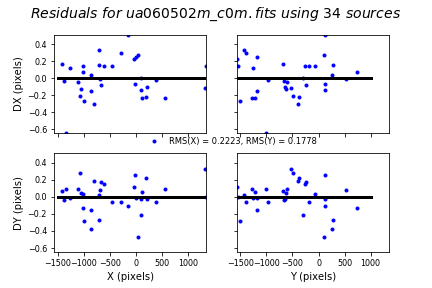 Residuals for ua060502m_c0m.fits using 34 sources
DX (pixels)
0.4
0.2
0.0
−0.2
−0.4
−0.6
RMS(X) = 0.2223, RMS(Y) = 0.1778
DY (pixels)
0.4
0.2
0.0
−0.2
−0.4
−0.6
−1500 −1000 −500 0 500 1000
−1500 −1000 −500 0 500 1000
X (pixels)
Y (pixels)